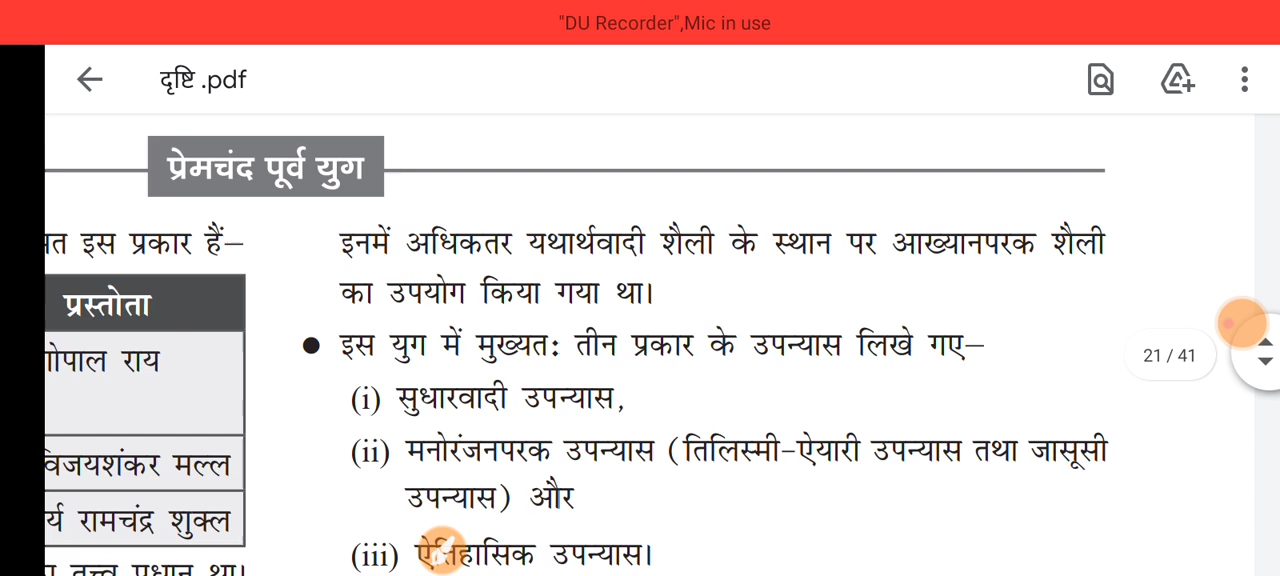 "DU Recorder",Mic in use
दृष्टि .pdf
प्रेमचंद पूर्व युग
इस प्रकार हैं–
प्रस्तोता
राय
विजयशंकर मल्ल
रामचंद्र शुक्ल
तत्त्व प्रधान था।
इनमें अधिकतर यथार्थवादी शैली के स्थान पर आख्यानपरक शैली
का उपयोग किया गया था।
● इस युग में मुख्यत: तीन प्रकार के उपन्यास लिखे गए–
(i) सुधारवादी उपन्यास,
(ii) मनोरंजनपरक उपन्यास (तिलिस्मी-ऐयारी उपन्यास तथा जासूसी
उपन्यास) और
(iii) ऐतिहासिक उपन्यास।
21 / 41